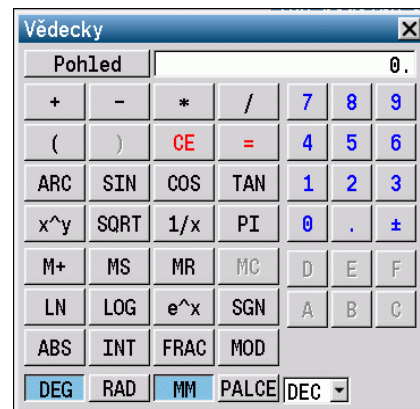 Vědecky
Pohled 0.
+ - * / 7 8 9
( ) CE = 4 5 6
ARC SIN COS TAN 1 2 3
x^y SQRT 1/x PI 0 . ±
M+ MS MR MC D E F
LN LOG e^x SGN A B C
ABS INT FRAC MOD
DEG RAD MM PALCE DEC